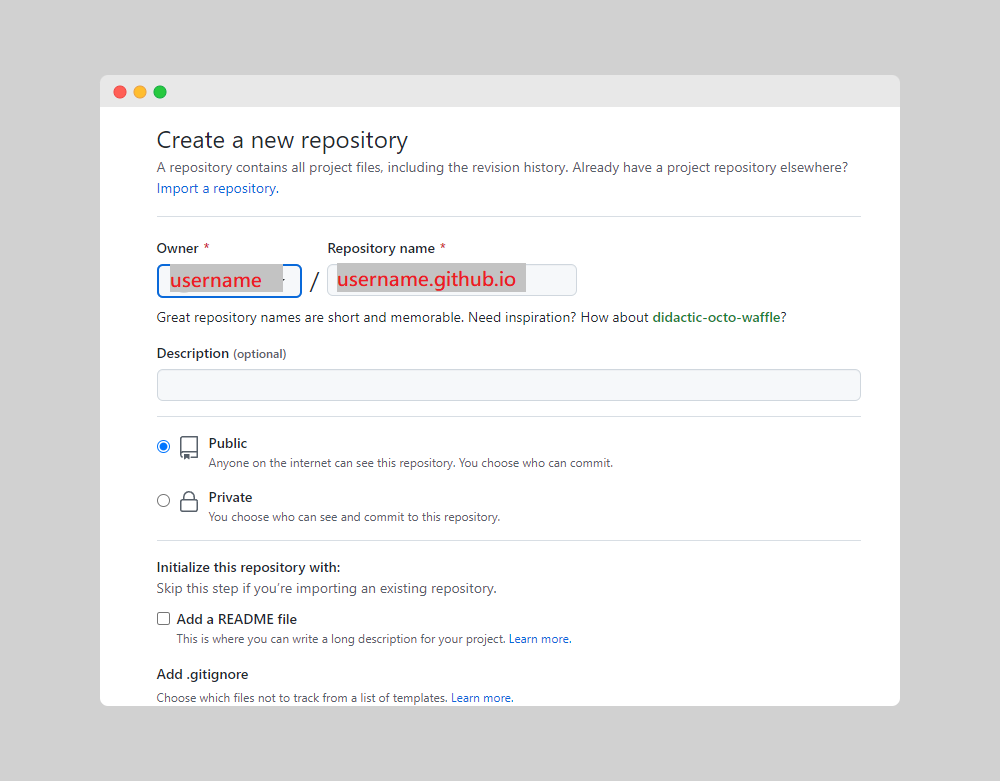 Create a new repository
A repository contains all project files, including the revision history. Already have a project repository elsewhere?
Import a repository.
Owner * Repository name *
username / username.github.io
Great repository names are short and memorable. Need inspiration? How about didactic-octo-waffle?
Description (optional)
Public
Anyone on the internet can see this repository. You choose who can commit.
Private
You choose who can see and commit to this repository.
Initialize this repository with:
Skip this step if you're importing an existing repository.
Add a README file
This is where you can write a long description for your project. Learn more.
Add .gitignore
Choose which files not to track from a list of templates. Learn more.